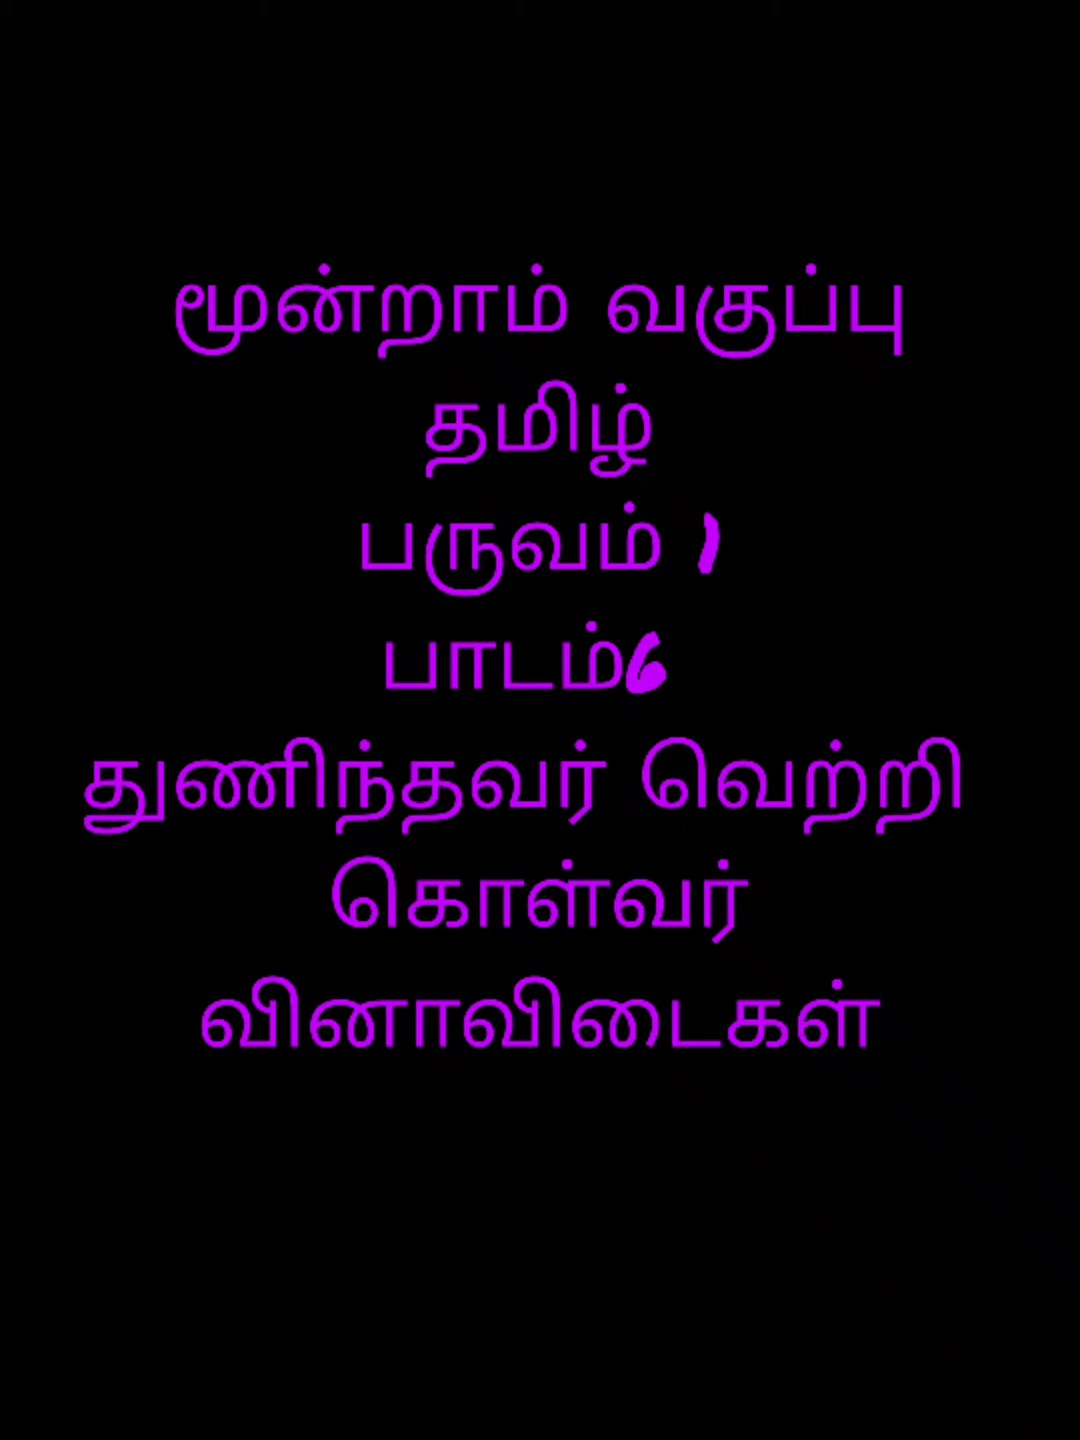 மூன்றாம் வகுப்பு
தமிழ்
பருவம் 1
பாடம்6
துணிந்தவர் வெற்றி
கொள்வர்
வினாவிடைகள்